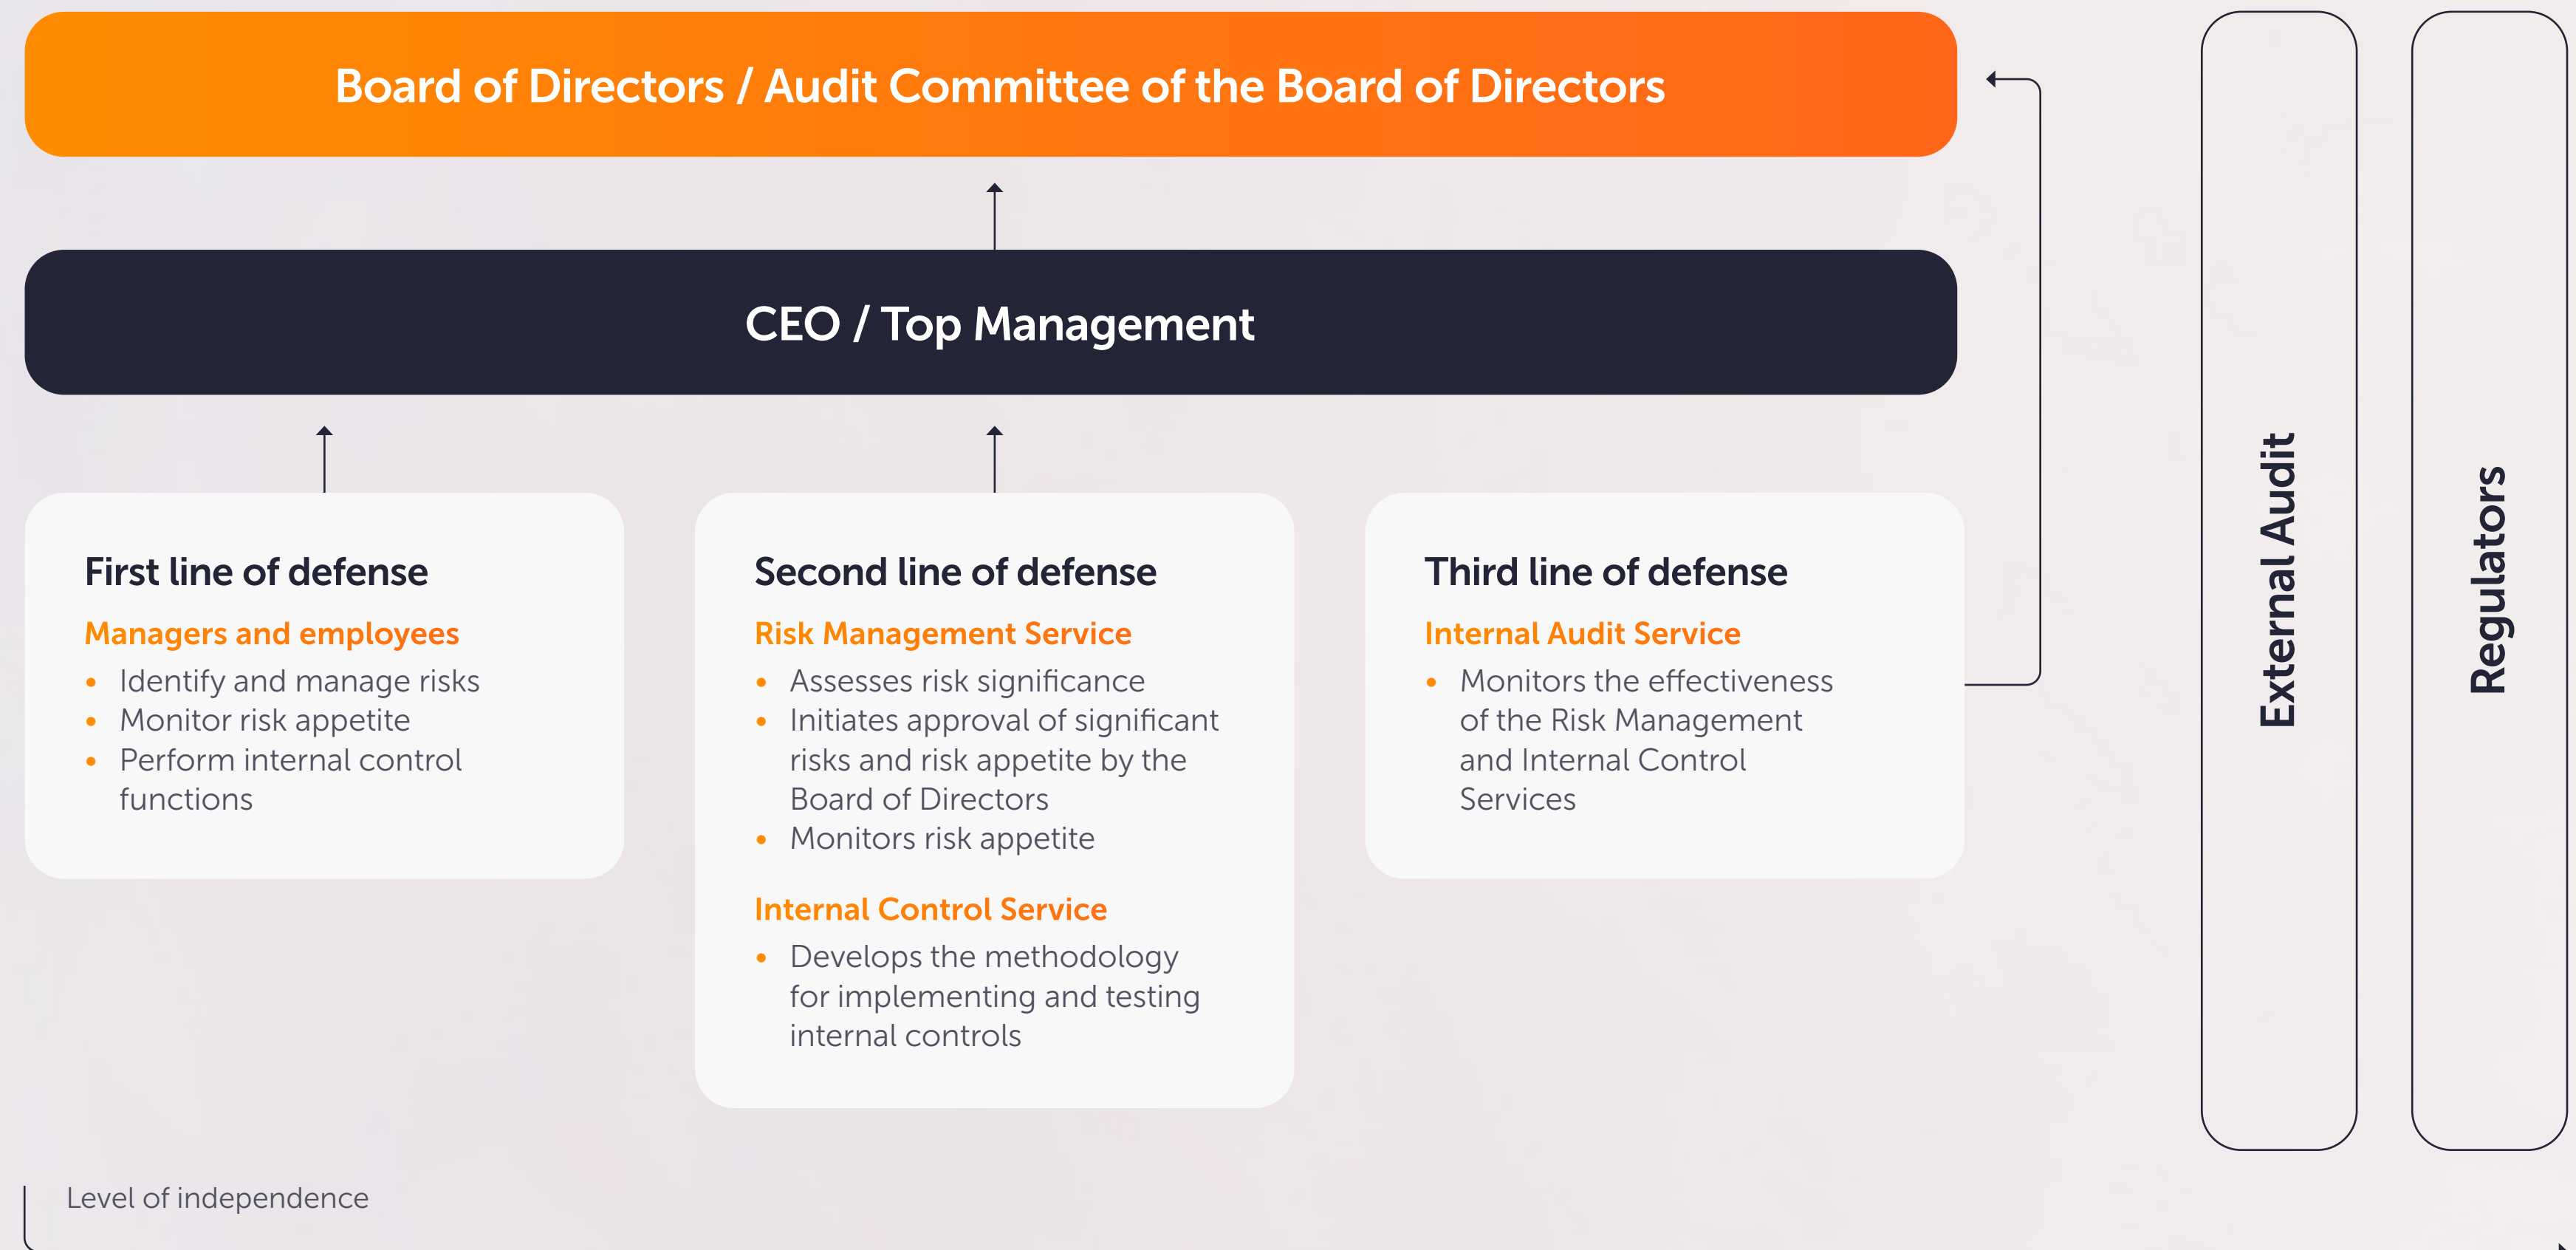 Board of Directors / Audit Committee of the Board of Directors
CEO / Top Management
First line of defense
Managers and employees
• Identify and manage risks
• Monitor risk appetite
• Perform internal control
functions
Second line of defense
Risk Management Service
• Assesses risk significance
• Initiates approval of significant
risks and risk appetite by the
Board of Directors
• Monitors risk appetite
Internal Control Service
• Develops the methodology
for implementing and testing
internal controls
Third line of defense
Internal Audit Service
• Monitors the effectiveness
of the Risk Management
and Internal Control
Services
External Audit
Regulators
Level of independence